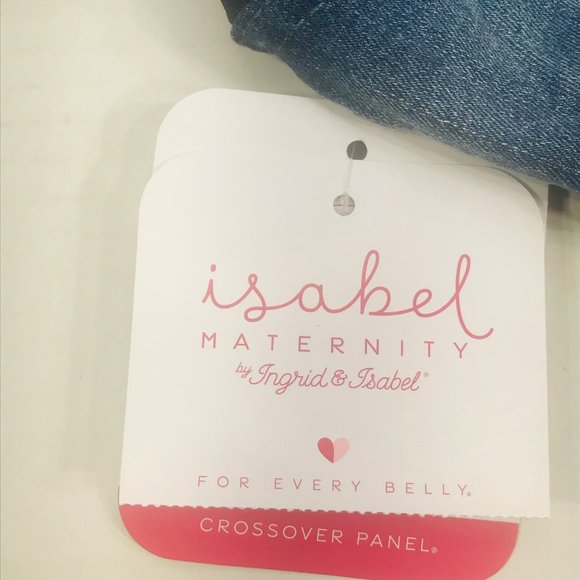 isabel
MATERNITY
by Ingrid & Isabel®
FOR EVERY BELLY®
CROSSOVER PANEL®